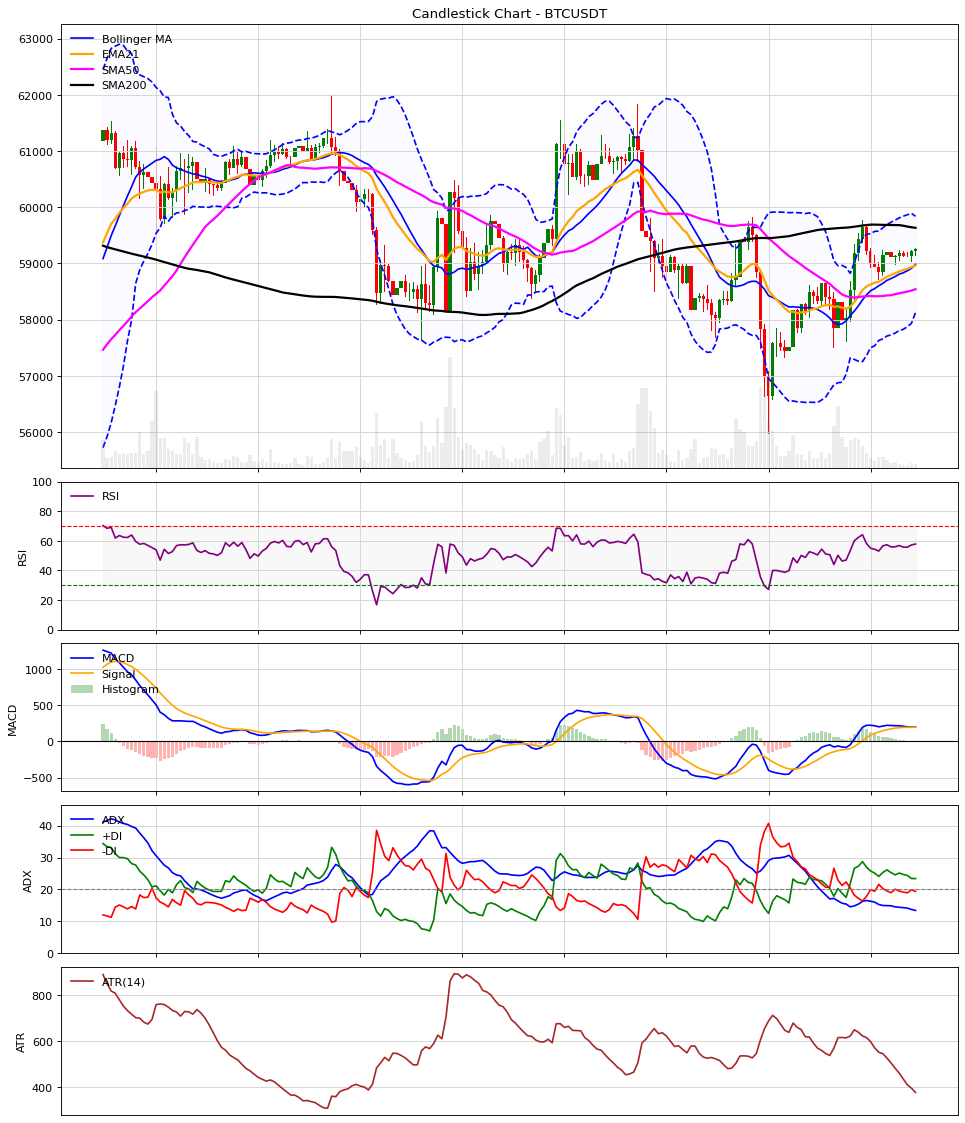 Candlestick Chart - BTCUSDT
63000
62000
61000
60000
59000
58000
57000
56000
Bollinger MA
EMA21
SMA50
SMA200
100
80
60
40
20
0
RSI
RSI
1000
500
0
−500
MACD
MACD
Signal
Histogram
40
30
20
10
0
ADX
ADX
+DI
-DI
800
600
400
ATR
ATR(14)